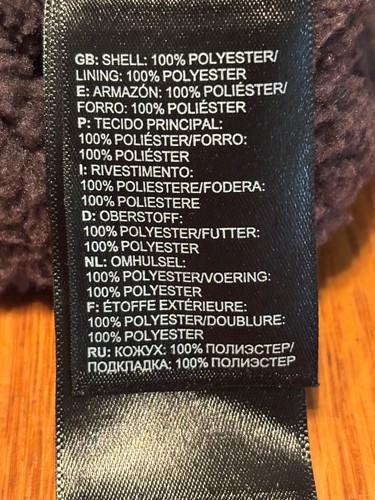 GB: SHELL: 100% POLYESTER/
LINING: 100% POLYESTER
E: ARMAZÓN: 100% POLIÉSTER/
FORRO: 100% POLIÉSTER
P: TECIDO PRINCIPAL:
100% POLIÉSTER/FORRO:
100% POLIÉSTER
I: RIVESTIMENTO:
100% POLIESTERE/FODERA:
100% POLIESTERE
D: OBERSTOFF:
100% POLYESTER/FUTTER:
100% POLYESTER
NL: OMHULSEL:
100% POLYESTER/VOERING:
100% POLYESTER
F: ÉTOFFE EXTÉRIEURE:
100% POLYESTER/DOUBLURE:
100% POLYESTER
RU: КОЖУХ: 100% ПОЛИЭСТЕР/
ПОДКЛАДКА: 100% ПОЛИЭСТЕР